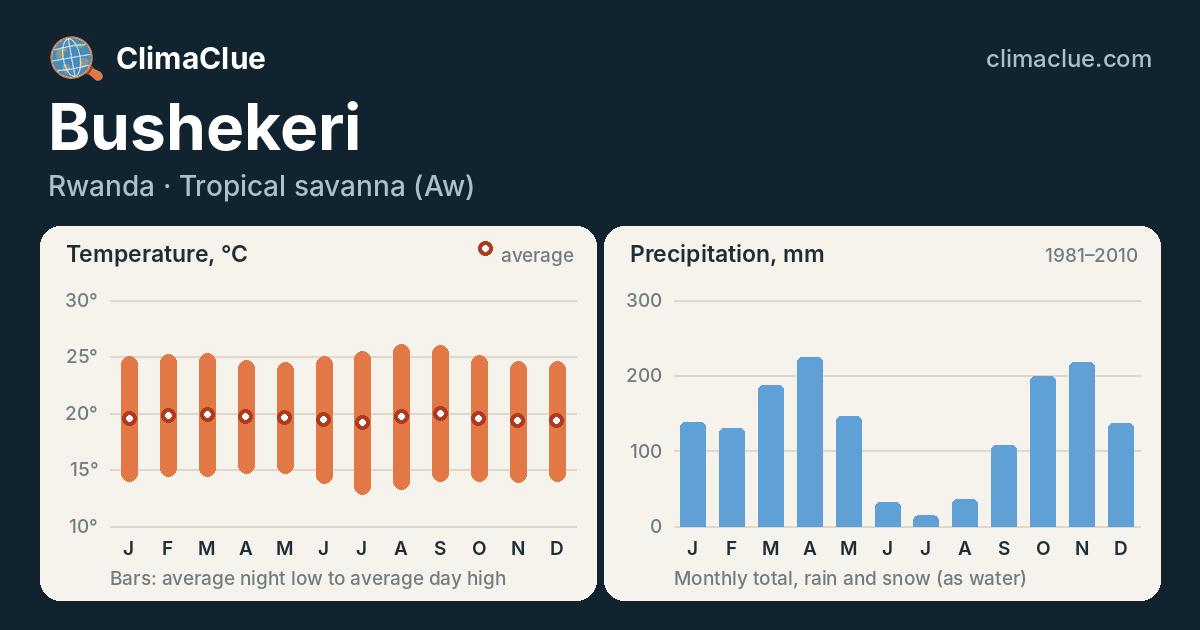 ClimaClue
climaclue.com
Bushekeri
Rwanda · Tropical savanna (Aw)
Temperature, °C
average
30°
25°
20°
15°
10°
J F M A M J J A S O N D
Bars: average night low to average day high
Precipitation, mm
1981–2010
300
200
100
0
J F M A M J J A S O N D
Monthly total, rain and snow (as water)